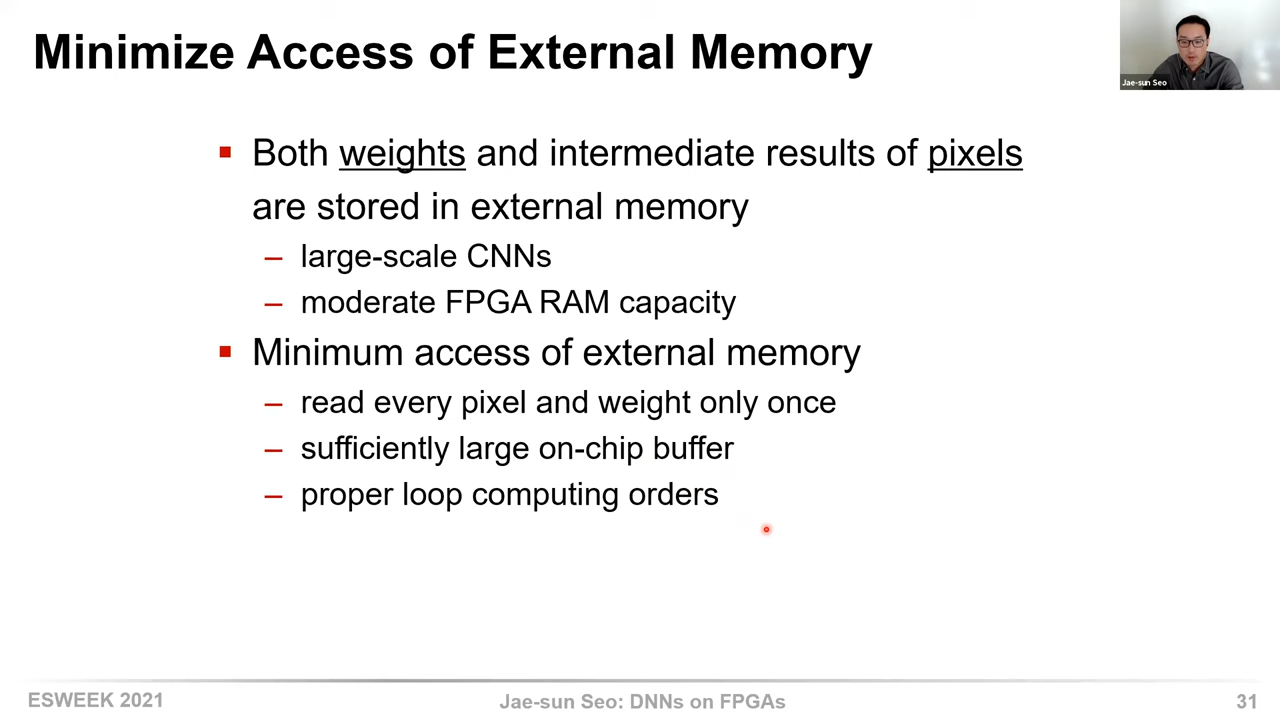 Minimize Access of External Memory
Jae-sun Seo
▪ Both weights and intermediate results of pixels
are stored in external memory
– large-scale CNNs
– moderate FPGA RAM capacity
▪ Minimum access of external memory
– read every pixel and weight only once
– sufficiently large on-chip buffer
– proper loop computing orders
ESWEEK 2021
Jae-sun Seo: DNNs on FPGAs
31